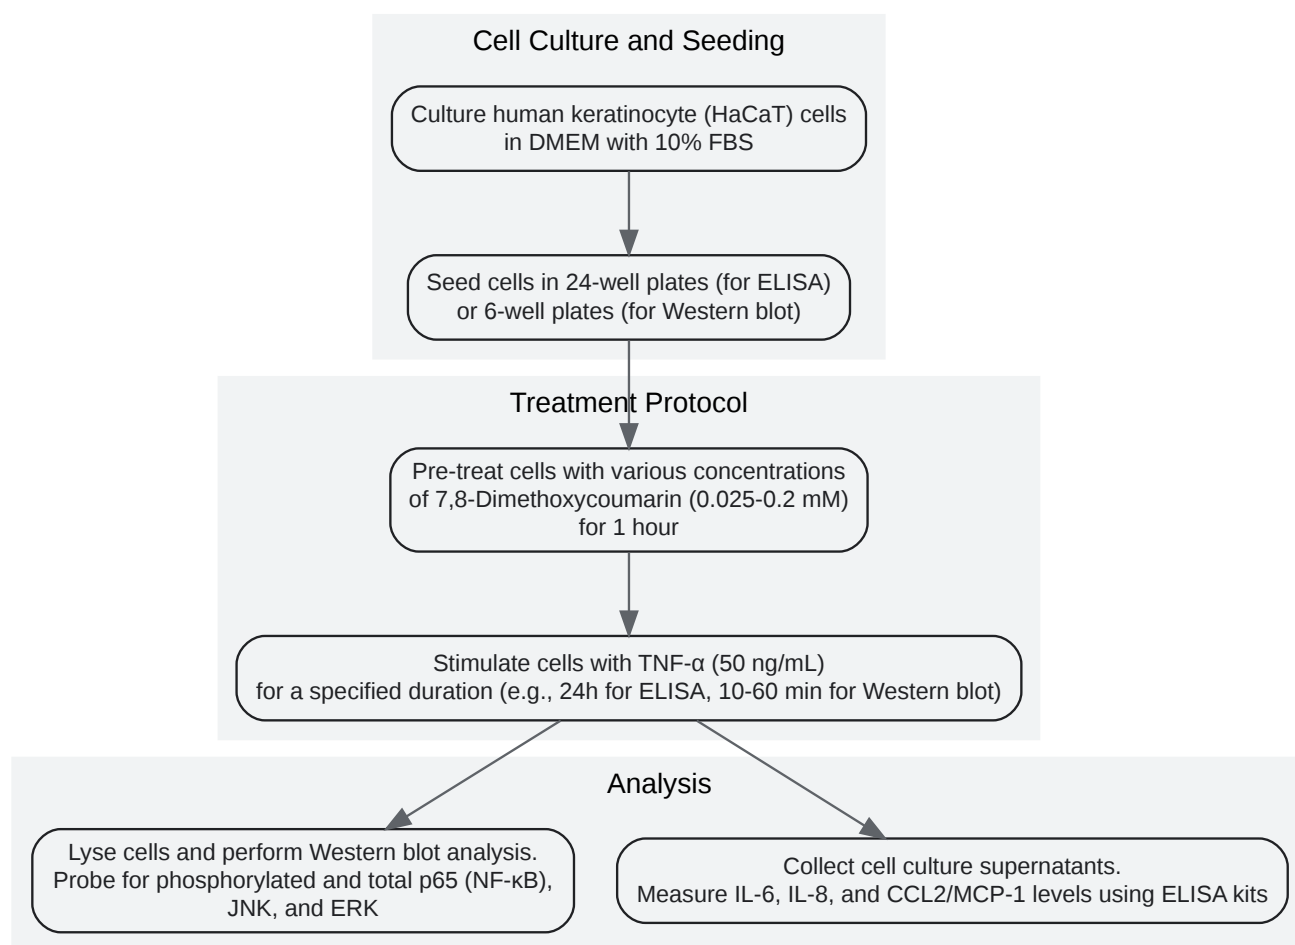 Cell Culture and Seeding
Culture human keratinocyte (HaCaT) cells
in DMEM with 10% FBS
Seed cells in 24-well plates (for ELISA)
or 6-well plates (for Western blot)
Treatment Protocol
Pre-treat cells with various concentrations
of 7,8-Dimethoxycoumarin (0.025-0.2 mM)
for 1 hour
Stimulate cells with TNF-α (50 ng/mL)
for a specified duration (e.g., 24h for ELISA, 10-60 min for Western blot)
Analysis
Lyse cells and perform Western blot analysis.
Probe for phosphorylated and total p65 (NF-κB),
JNK, and ERK
Collect cell culture supernatants.
Measure IL-6, IL-8, and CCL2/MCP-1 levels using ELISA kits